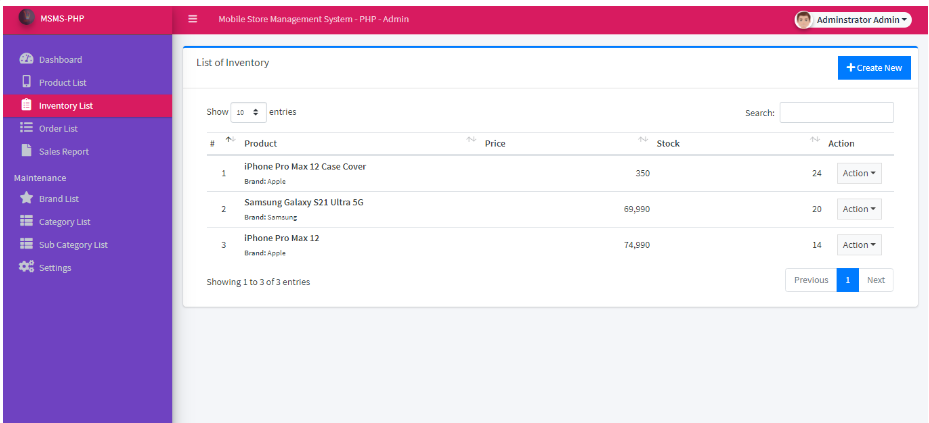 MSMS-PHP
Mobile Store Management System - PHP - Admin
Adminstrator Admin
Dashboard
Product List
Inventory List
Order List
Sales Report
Maintenance
Brand List
Category List
Sub Category List
Settings
List of Inventory
Create New
Show 10 entries
Search:
# Product Price Stock Action
1 iPhone Pro Max 12 Case Cover 350 24 Action
Brand: Apple
2 Samsung Galaxy S21 Ultra 5G 69,990 20 Action
Brand: Samsung
3 iPhone Pro Max 12 74,990 14 Action
Brand: Apple
Showing 1 to 3 of 3 entries
Previous 1 Next